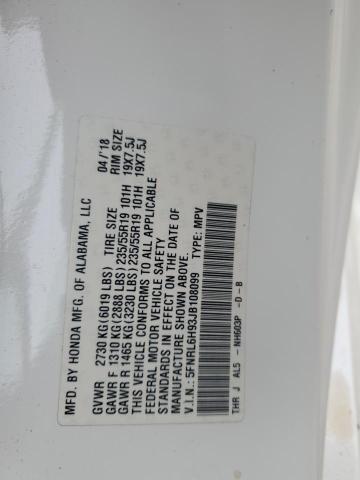 MFD. BY HONDA MFG. OF ALABAMA, LLC 04/'18
GVWR 2730 KG(6019 LBS) TIRE SIZE RIM SIZE
GAWR F 1310 KG(2888 LBS) 235/55R19 101H 19X7.5J
GAWR R 1465 KG(3230 LBS) 235/55R19 101H 19X7.5J
THIS VEHICLE CONFORMS TO ALL APPLICABLE
FEDERAL MOTOR VEHICLE SAFETY
STANDARDS IN EFFECT ON THE DATE OF
MANUFACTURE SHOWN ABOVE.
V.I.N.: 5FNRL6H93JB108099 TYPE: MPV
THR J AL5 - NH603P -D -B